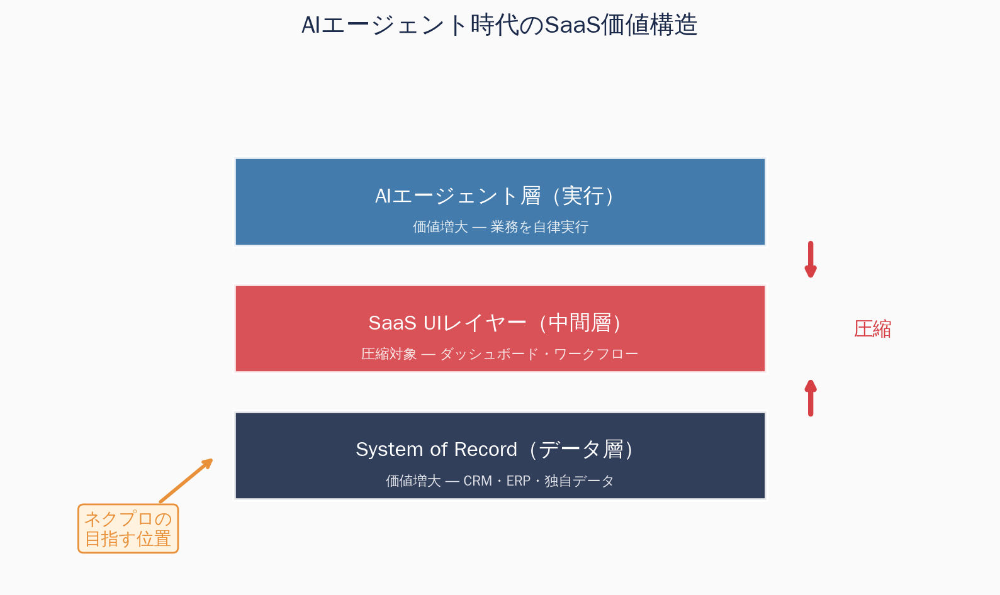 AIエージェント時代のSaaS価値構造
AIエージェント層（実行）
価値増大 — 業務を自律実行
SaaS UIレイヤー（中間層）
圧縮対象 — ダッシュボード・ワークフロー
圧縮
System of Record（データ層）
価値増大 — CRM・ERP・独自データ
ネクプロの
目指す位置